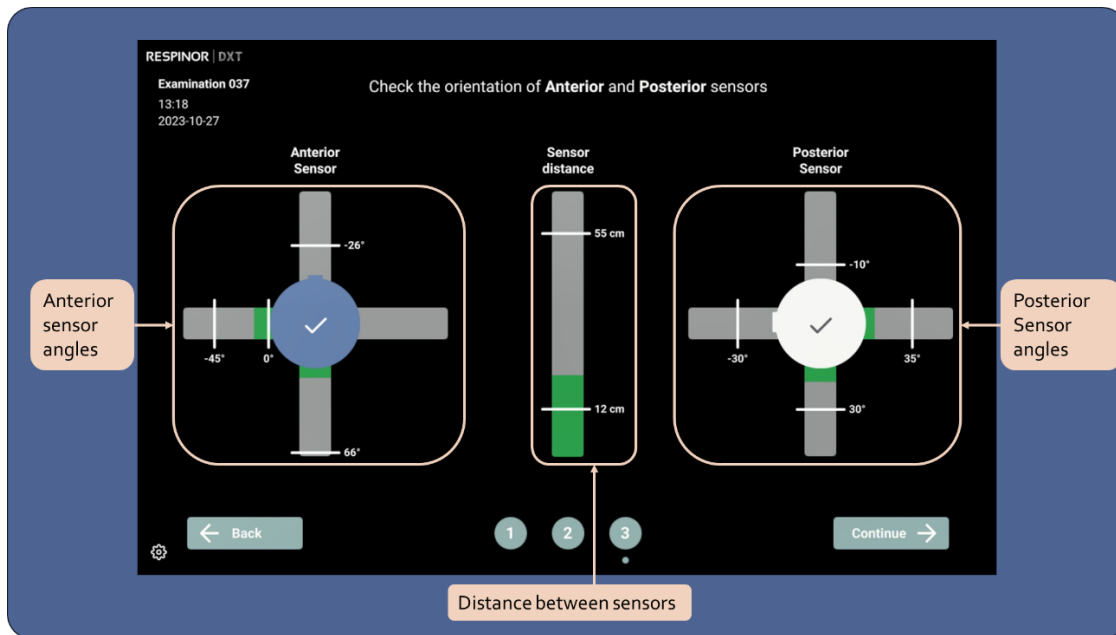 RESPINOR | DXT
Examination 037
13:18
2023-10-27
Check the orientation of Anterior and Posterior sensors
Anterior
Sensor
Sensor
distance
Posterior
Sensor
-26°
-45°
0°
66°
55 cm
12 cm
-10°
-30°
35°
30°
Anterior
sensor
angles
Posterior
Sensor
angles
Back
1
2
3
Continue
Distance between sensors